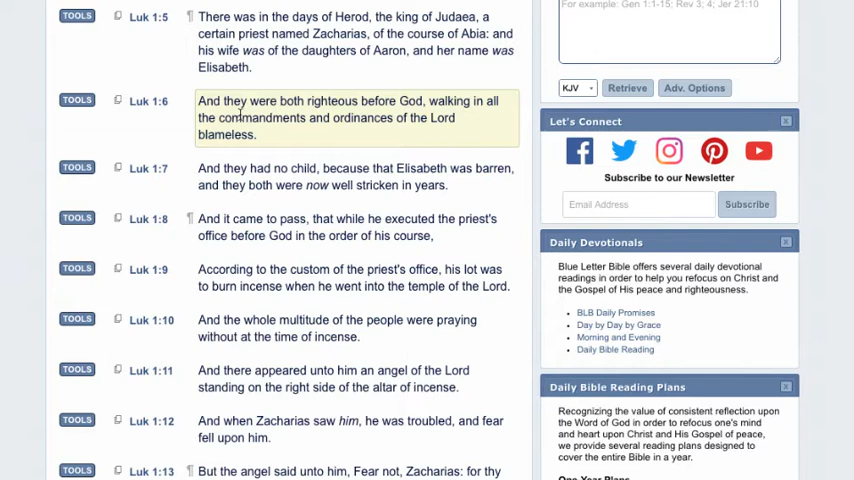 TOOLS Luk 1:5 ¶ There was in the days of Herod, the king of Judaea, a
certain priest named Zacharias, of the course of Abia: and
his wife was of the daughters of Aaron, and her name was
Elisabeth.
TOOLS Luk 1:6 And they were both righteous before God, walking in all
the commandments and ordinances of the Lord
blameless.
TOOLS Luk 1:7 And they had no child, because that Elisabeth was barren,
and they both were now well stricken in years.
TOOLS Luk 1:8 ¶ And it came to pass, that while he executed the priest's
office before God in the order of his course,
TOOLS Luk 1:9 According to the custom of the priest's office, his lot was
to burn incense when he went into the temple of the Lord.
TOOLS Luk 1:10 And the whole multitude of the people were praying
without at the time of incense.
TOOLS Luk 1:11 And there appeared unto him an angel of the Lord
standing on the right side of the altar of incense.
TOOLS Luk 1:12 And when Zacharias saw him, he was troubled, and fear
fell upon him.
TOOLS Luk 1:13 ¶ But the angel said unto him, Fear not, Zacharias: for thy
For example: Gen 1:1-15; Rev 3; 4; Jer 21:10
KJV Retrieve Adv. Options
Let's Connect
Subscribe to our Newsletter
Email Address Subscribe
Daily Devotionals
Blue Letter Bible offers several daily devotional
readings in order to help you refocus on Christ and
the Gospel of His peace and righteousness.
• BLB Daily Promises
• Day by Day by Grace
• Morning and Evening
• Daily Bible Reading
Daily Bible Reading Plans
Recognizing the value of consistent reflection upon
the Word of God in order to refocus one's mind
and heart upon Christ and His Gospel of peace,
we provide several reading plans designed to
cover the entire Bible in a year.
One Year Plans